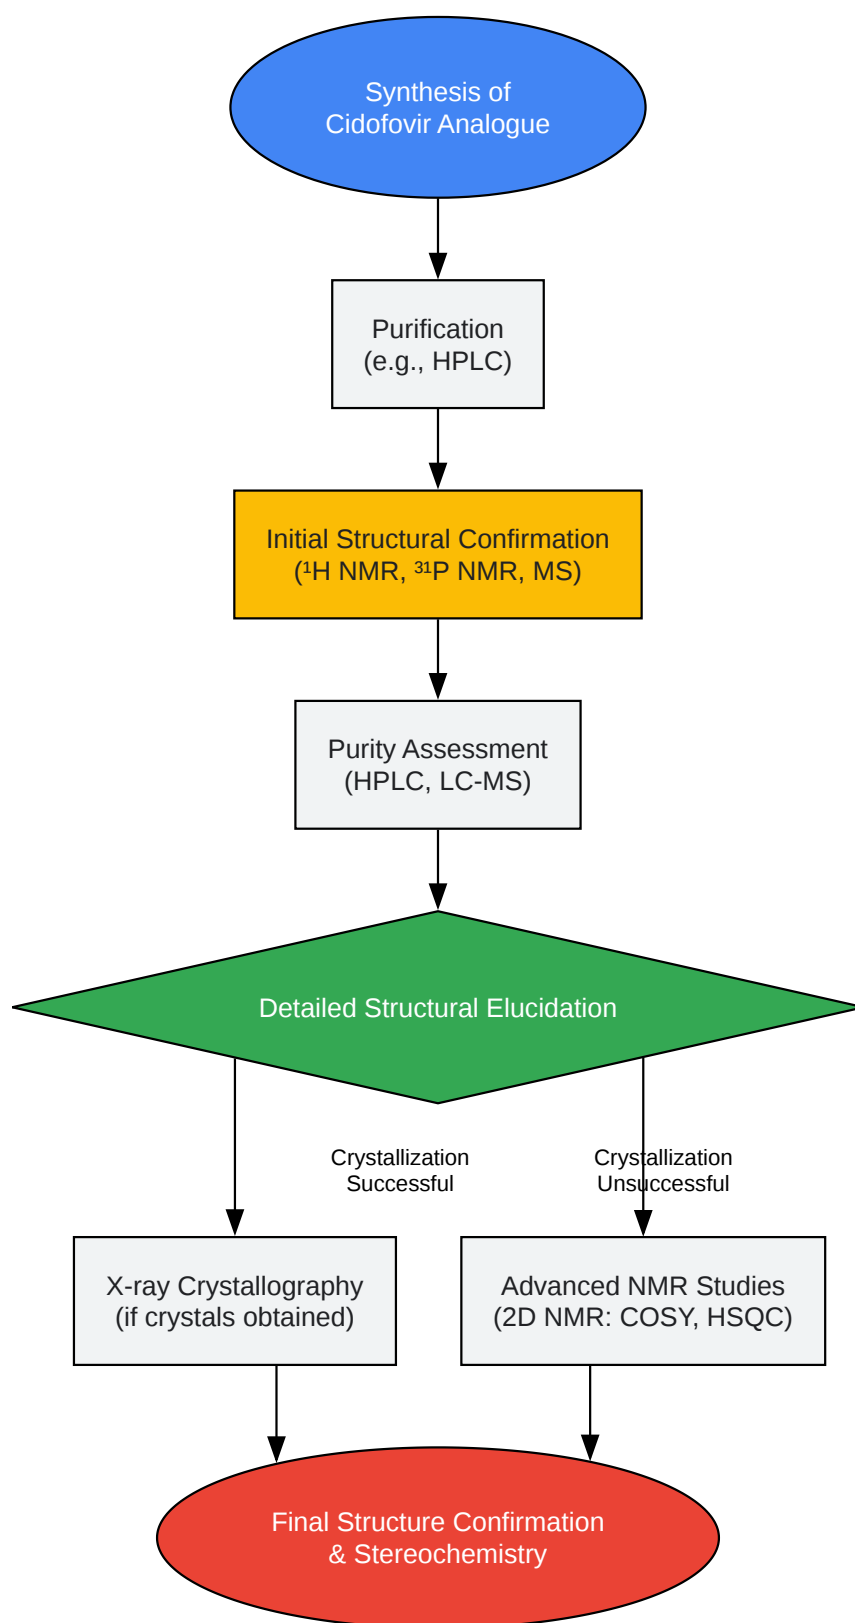 Synthesis of
Cidofovir Analogue
Purification
(e.g., HPLC)
Initial Structural Confirmation
(¹H NMR, ³¹P NMR, MS)
Purity Assessment
(HPLC, LC-MS)
Detailed Structural Elucidation
Crystallization
Successful
Crystallization
Unsuccessful
X-ray Crystallography
(if crystals obtained)
Advanced NMR Studies
(2D NMR: COSY, HSQC)
Final Structure Confirmation
& Stereochemistry